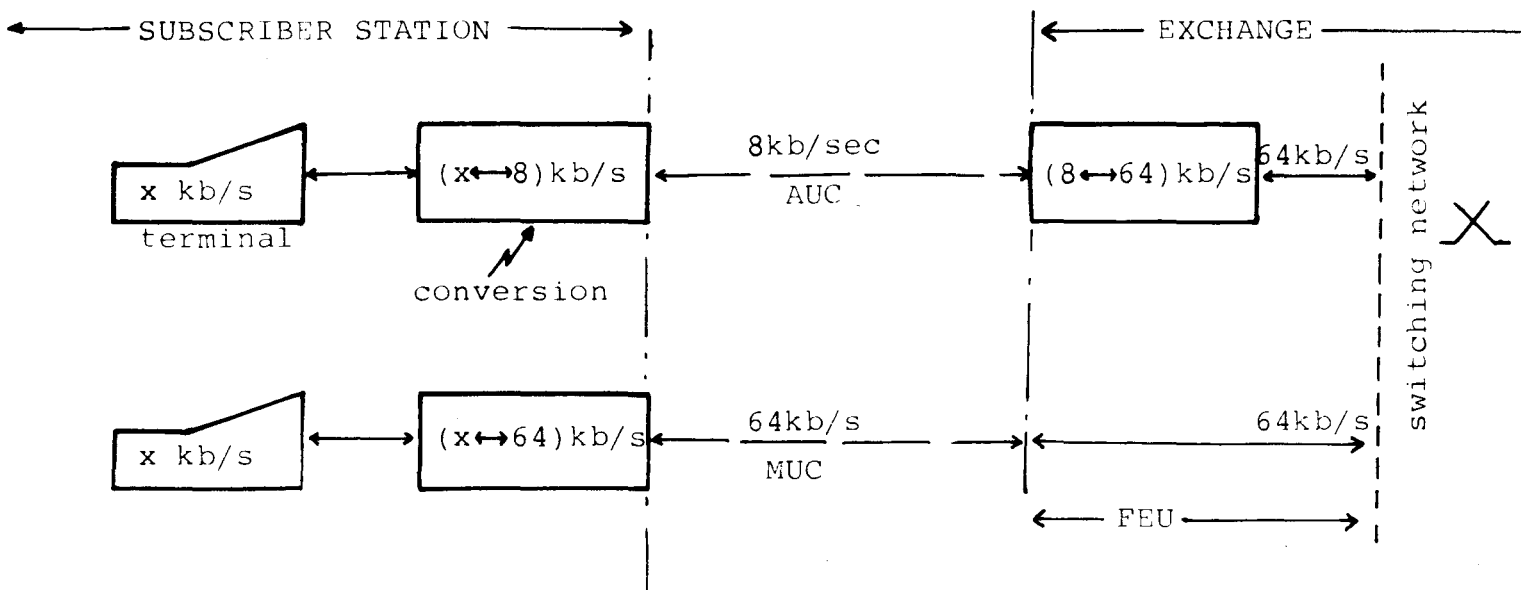 SUBSCRIBER STATION
EXCHANGE
x kb/s
terminal
(x↔8)kb/s
conversion
8kb/sec
AUC
(8↔64)kb/s
64kb/s
switching network
x kb/s
(x↔64)kb/s
64kb/s
MUC
64kb/s
FEU